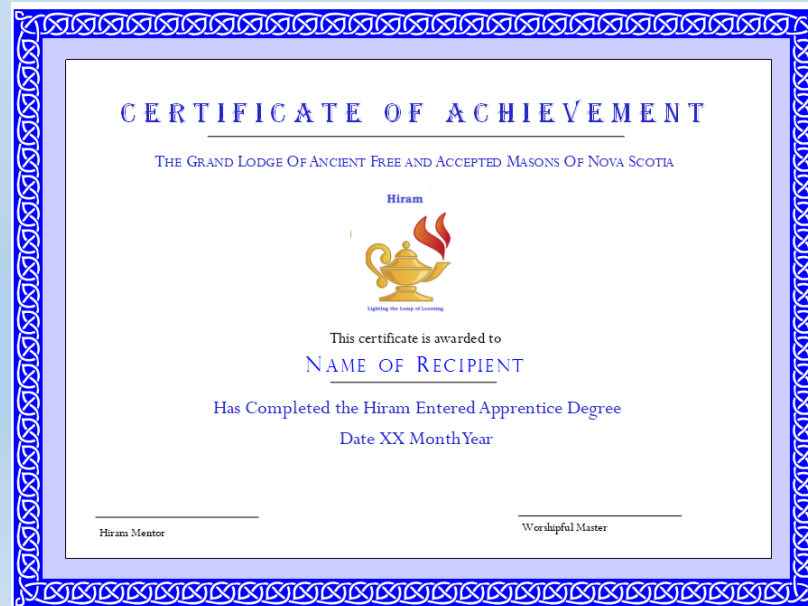 CERTIFICATE OF ACHIEVEMENT
THE GRAND LODGE OF ANCIENT FREE AND ACCEPTED MASONS OF NOVA SCOTIA
Hiram
Lighting the Lamp of Learning
This certificate is awarded to
NAME OF RECIPIENT
Has Completed the Hiram Entered Apprentice Degree
Date XX Month Year
Hiram Mentor
Worshipful Master